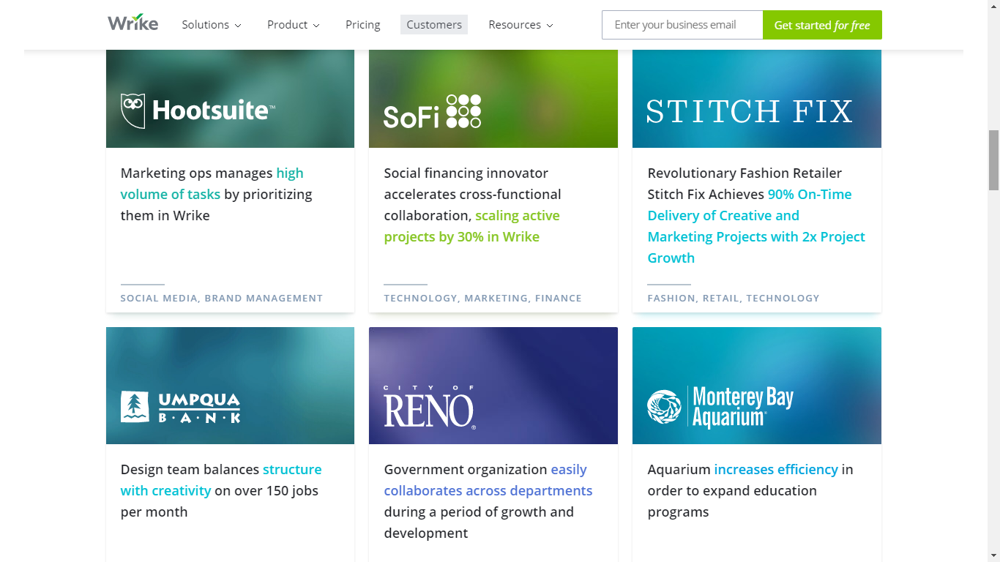 Wrike
Solutions
Product
Pricing
Customers
Resources
Enter your business email
Get started for free
Hootsuite™
SoFi
STITCH FIX
Marketing ops manages high
volume of tasks by prioritizing
them in Wrike
SOCIAL MEDIA, BRAND MANAGEMENT
Social financing innovator
accelerates cross-functional
collaboration, scaling active
projects by 30% in Wrike
TECHNOLOGY, MARKETING, FINANCE
Revolutionary Fashion Retailer
Stitch Fix Achieves 90% On-Time
Delivery of Creative and
Marketing Projects with 2x Project
Growth
FASHION, RETAIL, TECHNOLOGY
UMPQUA
B·A·N·K
CITY OF
RENO®
Monterey Bay
Aquarium®
Design team balances structure
with creativity on over 150 jobs
per month
Government organization easily
collaborates across departments
during a period of growth and
development
Aquarium increases efficiency in
order to expand education
programs